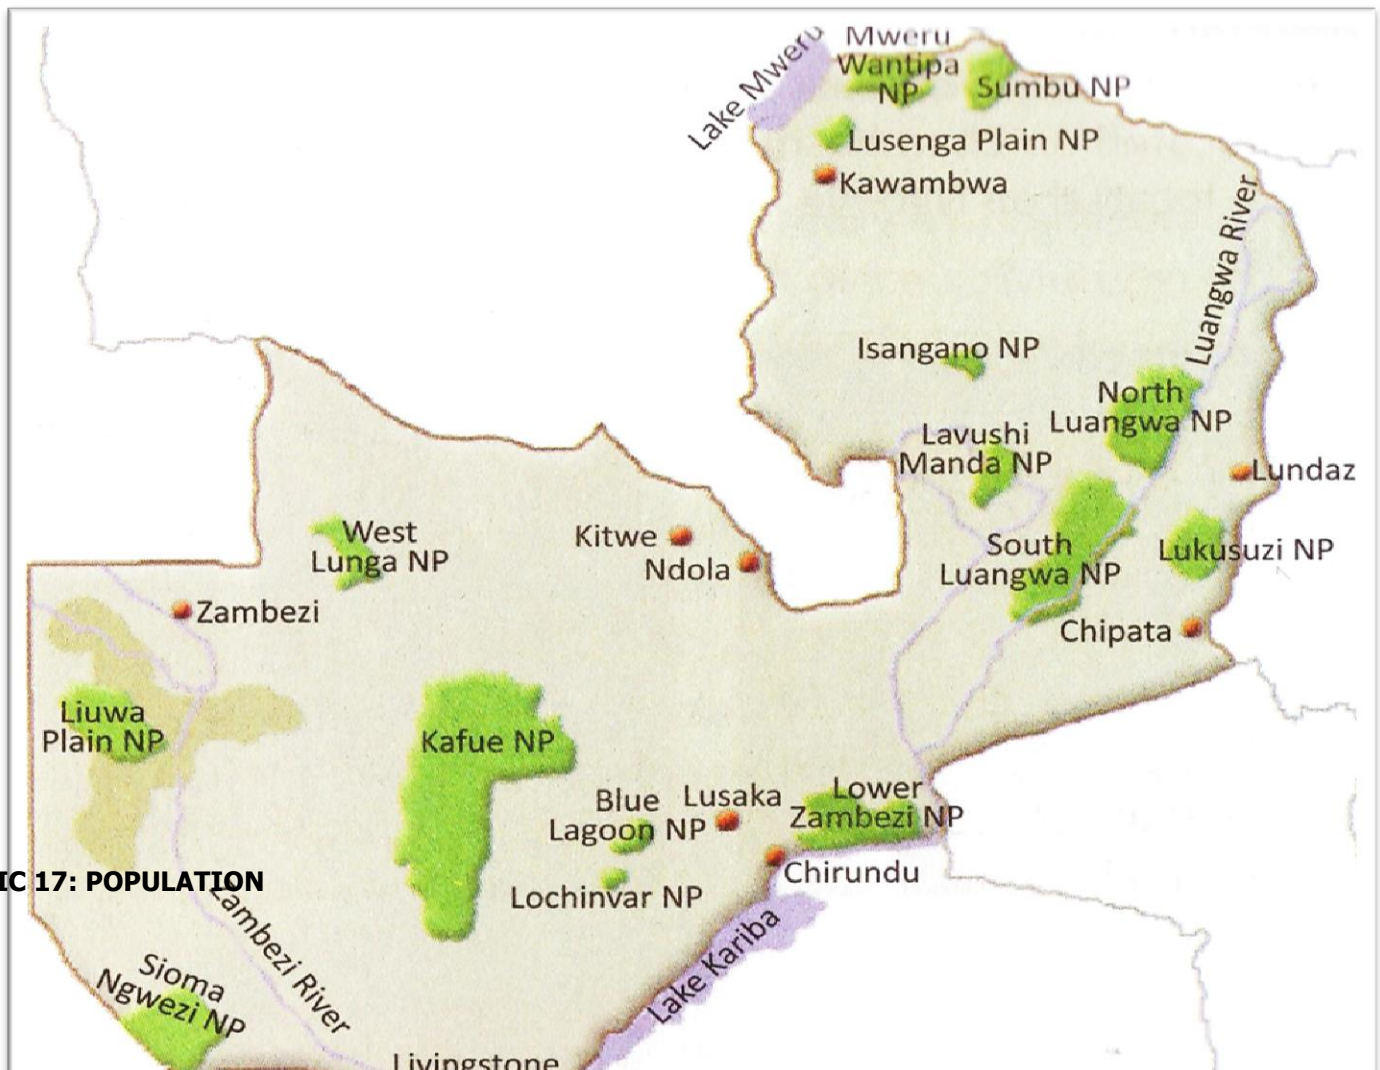 Mweru
Wantipa
NP
Lake Mweru
Sumbu NP
Lusenga Plain NP
Kawambwa
Luangwa River
Isangano NP
North
Luangwa NP
Lavushi
Manda NP
Lundaz
West
Lunga NP
Kitwe
Ndola
South
Luangwa NP
Lukusuzi NP
Zambezi
Chipata
Liuwa
Plain NP
Kafue NP
Blue
Lagoon NP
Lusaka
Lower
Zambezi NP
Chirundu
IC 17: POPULATION
Lochinvar NP
Zambezi River
Lake Kariba
Sioma
Ngwezi NP
Livingstone